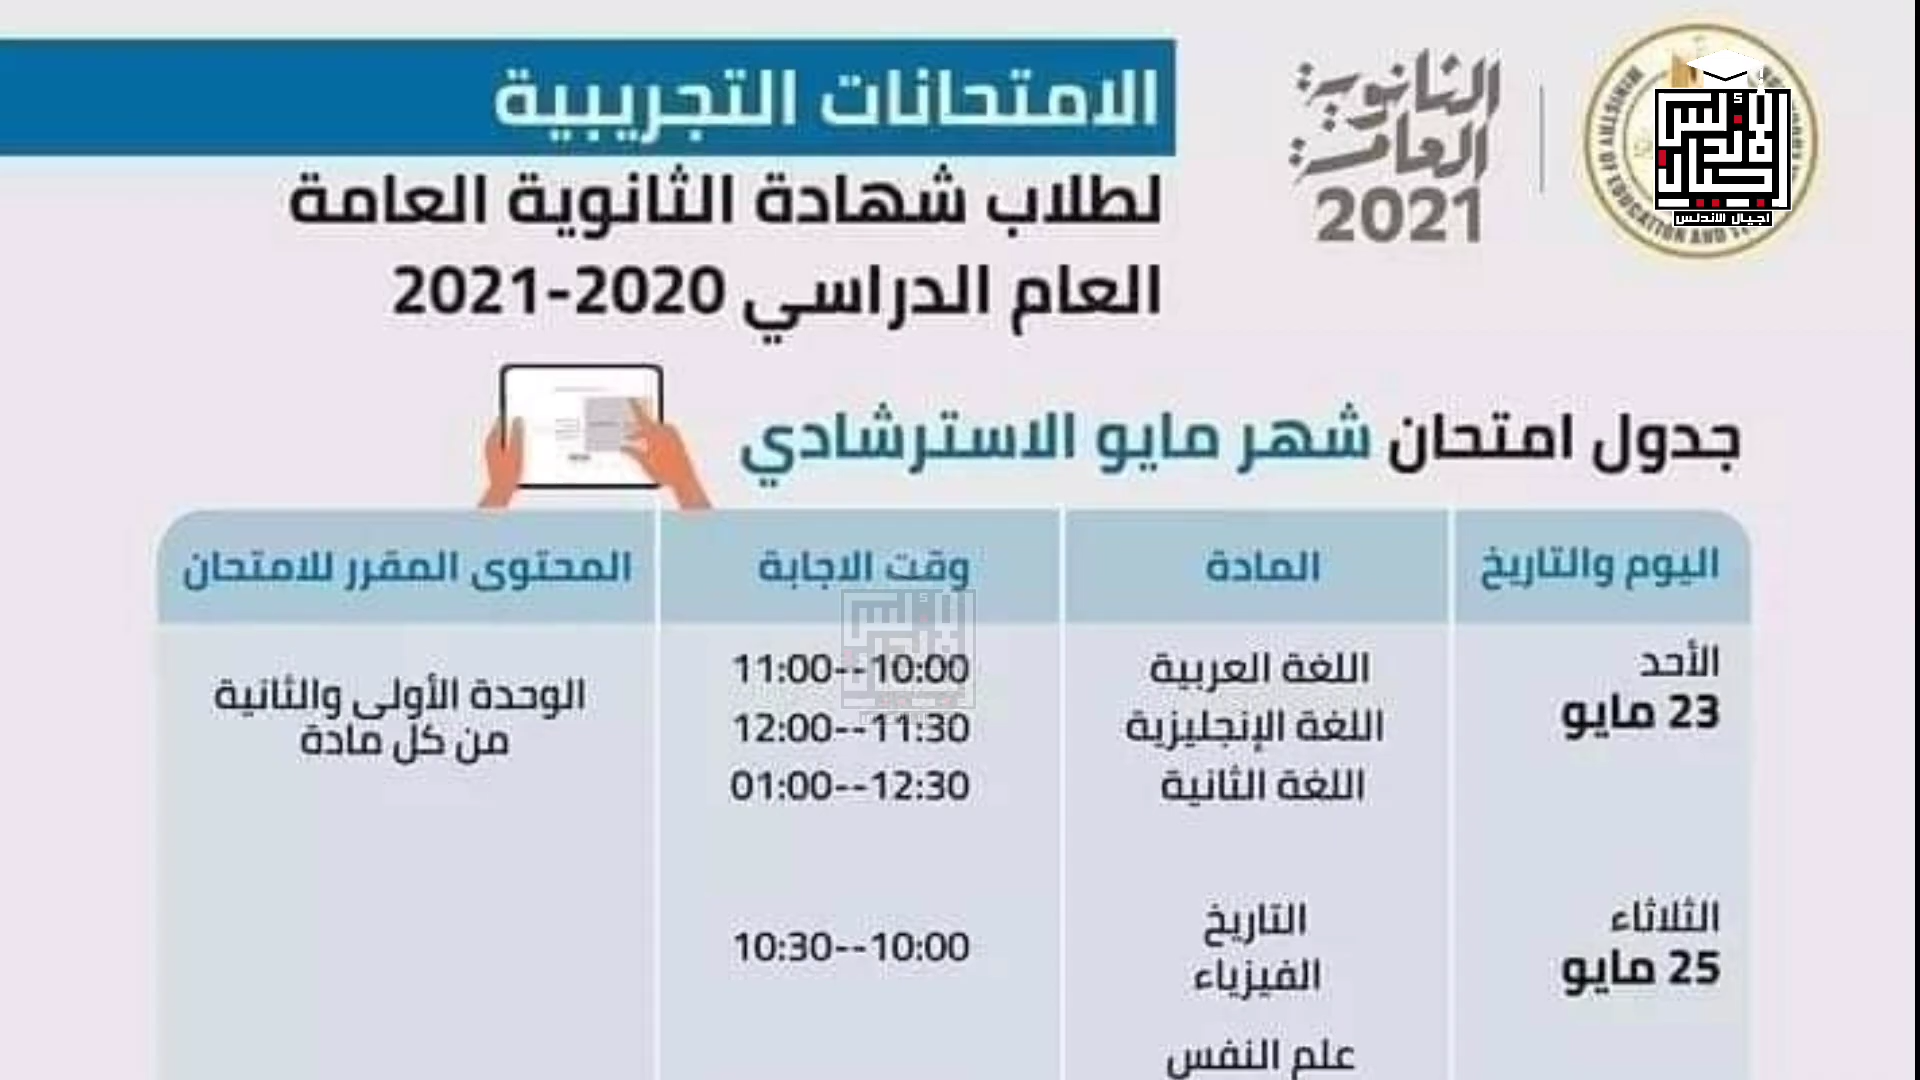 الامتحانات التجريبية
لطلاب شهادة الثانوية العامة
العام الدراسي 2020-2021
الثانوية
العامة
2021
اجيال الاندلس
جدول امتحان شهر مايو الاسترشادي
اليوم والتاريخ المادة وقت الاجابة المحتوى المقرر للامتحان
الأحد
23 مايو
اللغة العربية 10:00--11:00
اللغة الإنجليزية 11:30--12:00
اللغة الثانية 12:30--01:00
الوحدة الأولى والثانية
من كل مادة
الثلاثاء
25 مايو
التاريخ
الفيزياء
10:00--10:30
علم النفس